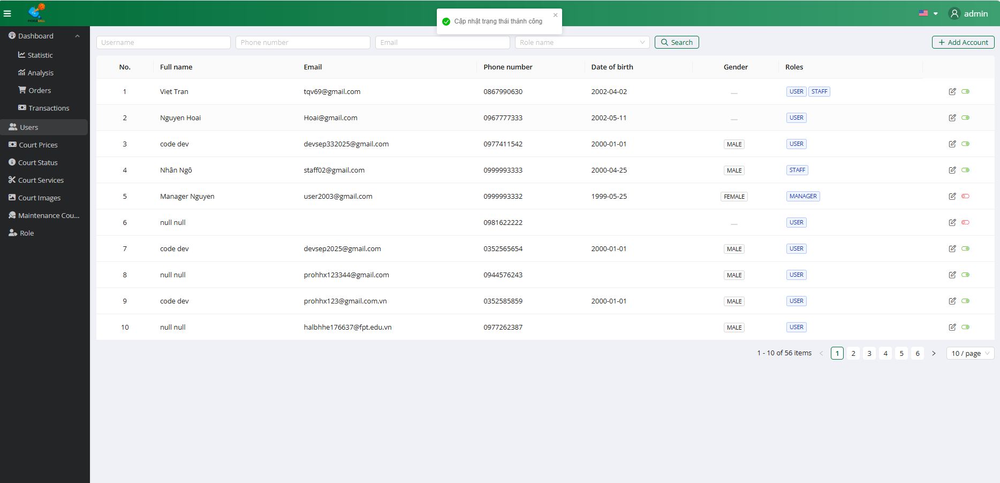 PICKLEBALL
admin
Cập nhật trạng thái thành công
Dashboard
Statistic
Analysis
Orders
Transactions
Users
Court Prices
Court Status
Court Services
Court Images
Maintenance Cou...
Role
Username Phone number Email Role name Search Add Account
No. Full name Email Phone number Date of birth Gender Roles
1 Viet Tran tqv69@gmail.com 0867990630 2002-04-02 __ USER STAFF
2 Nguyen Hoai Hoai@gmail.com 0967777333 2002-05-11 __ USER
3 code dev devsep332025@gmail.com 0977411542 2000-01-01 MALE USER
4 Nhân Ngô staff02@gmail.com 0999993333 2000-04-25 MALE STAFF
5 Manager Nguyen user2003@gmail.com 0999993332 1999-05-25 FEMALE MANAGER
6 null null 0981622222 __ USER
7 code dev devsep2025@gmail.com 0352565654 2000-01-01 MALE USER
8 null null prohhx123344@gmail.com 0944576243 MALE USER
9 code dev prohhx123@gmail.com.vn 0352585859 2000-01-01 MALE USER
10 null null halbhhe176637@fpt.edu.vn 0977262387 MALE USER
1 - 10 of 56 items < 1 2 3 4 5 6 > 10 / page